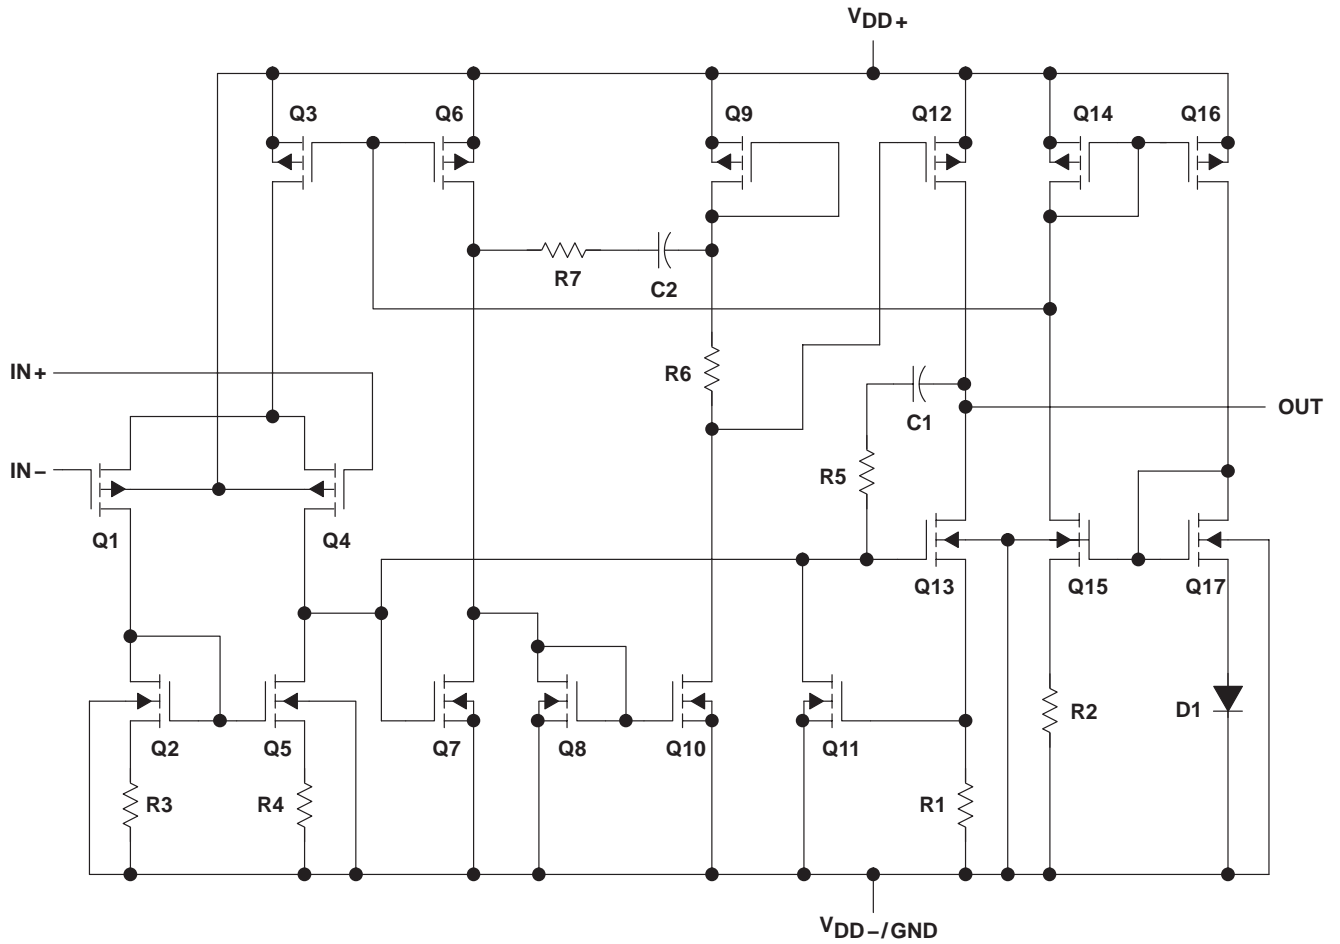 VDD+
Q3
Q6
Q9
Q12
Q14
Q16
R7
C2
IN+
R6
OUT
C1
IN−
R5
Q1
Q4
Q13
Q15
Q17
R2
D1
Q2
Q5
Q7
Q8
Q10
Q11
R3
R4
R1
VDD−/GND